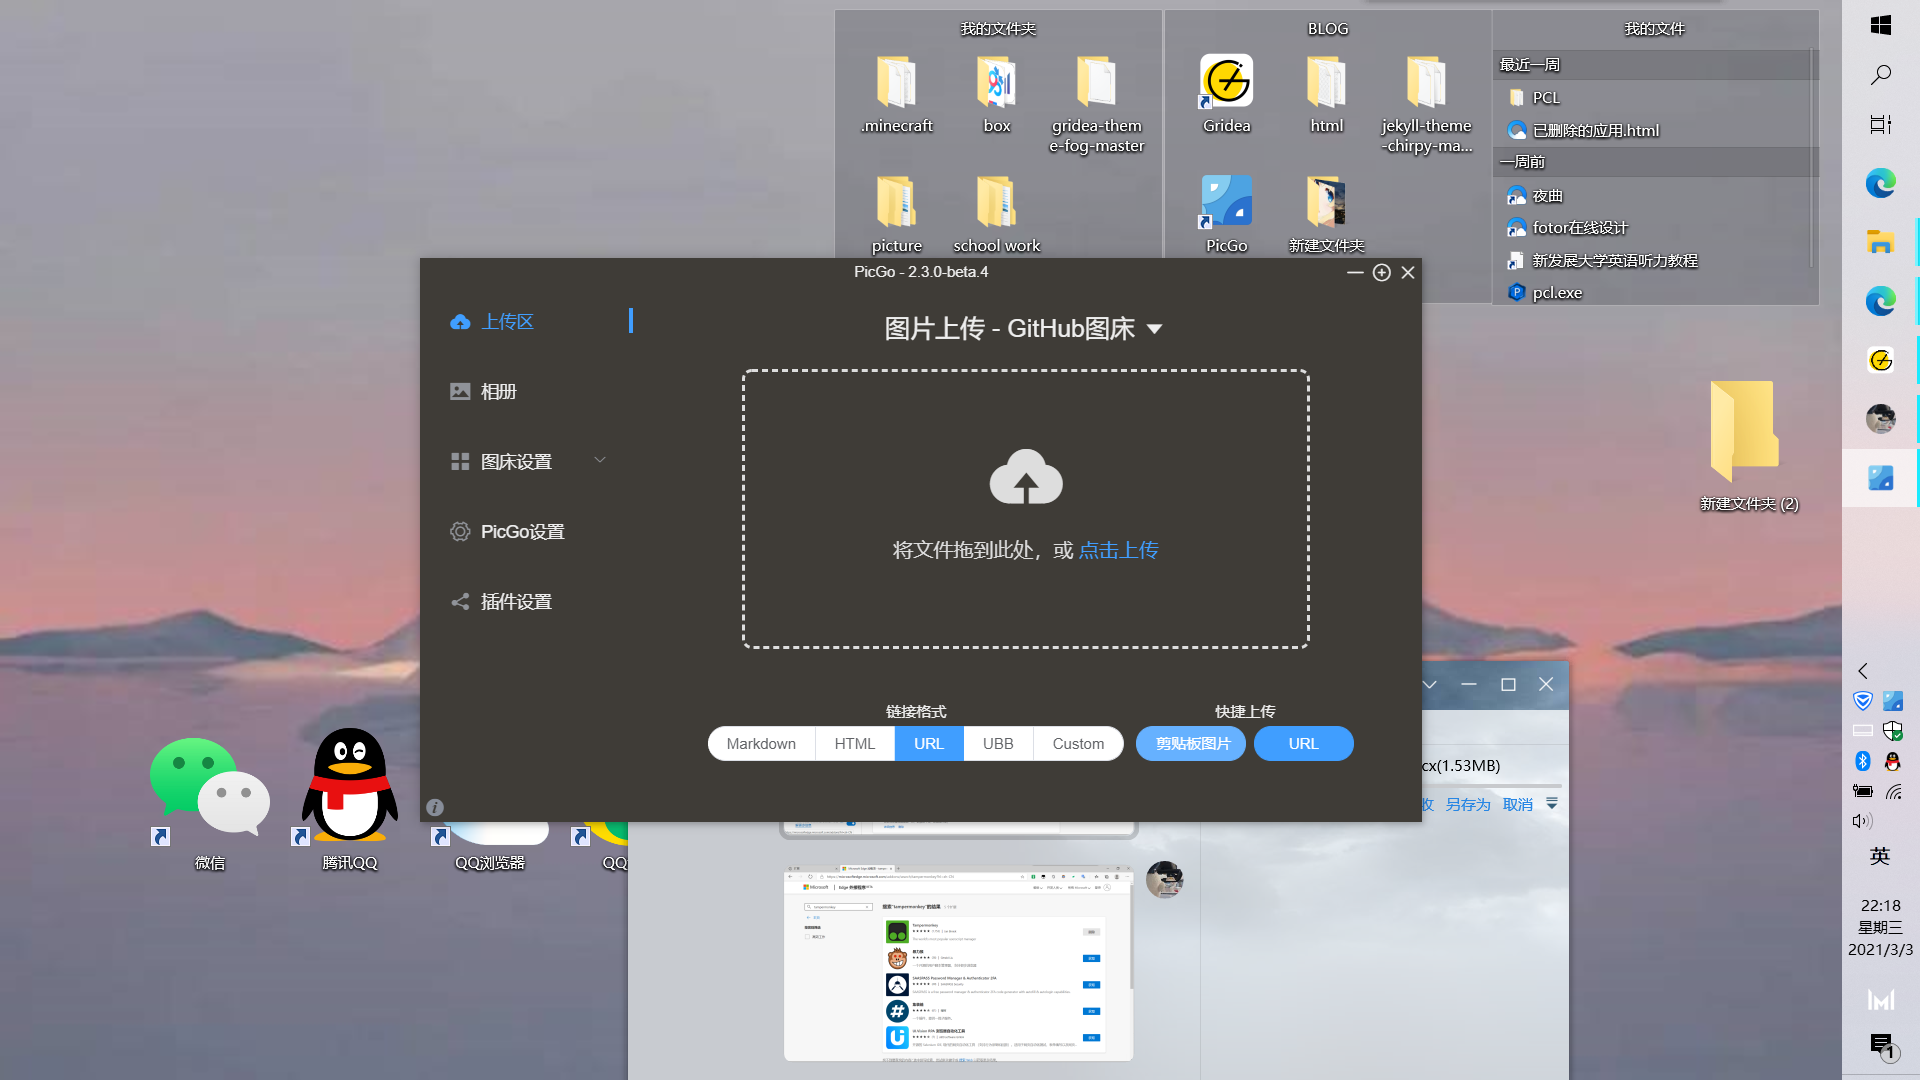 我的文件夹
.minecraft
box
gridea-them
e-fog-master
picture
school work
BLOG
Gridea
html
jekyll-theme
-chirpy-ma...
PicGo
新建文件夹
我的文件
最近一周
PCL
已删除的应用.html
一周前
夜曲
fotor在线设计
新发展大学英语听力教程
pcl.exe
新建文件夹 (2)
PicGo - 2.3.0-beta.4
上传区
相册
图床设置
PicGo设置
插件设置
图片上传 - GitHub图床
将文件拖到此处，或 点击上传
链接格式
快捷上传
Markdown
HTML
URL
UBB
Custom
剪贴板图片
URL
cx(1.53MB)
另存为
取消
微信
腾讯QQ
QQ浏览器
QQ
Microsoft
Tampermonkey
英
22:18
星期三
2021/3/3
1